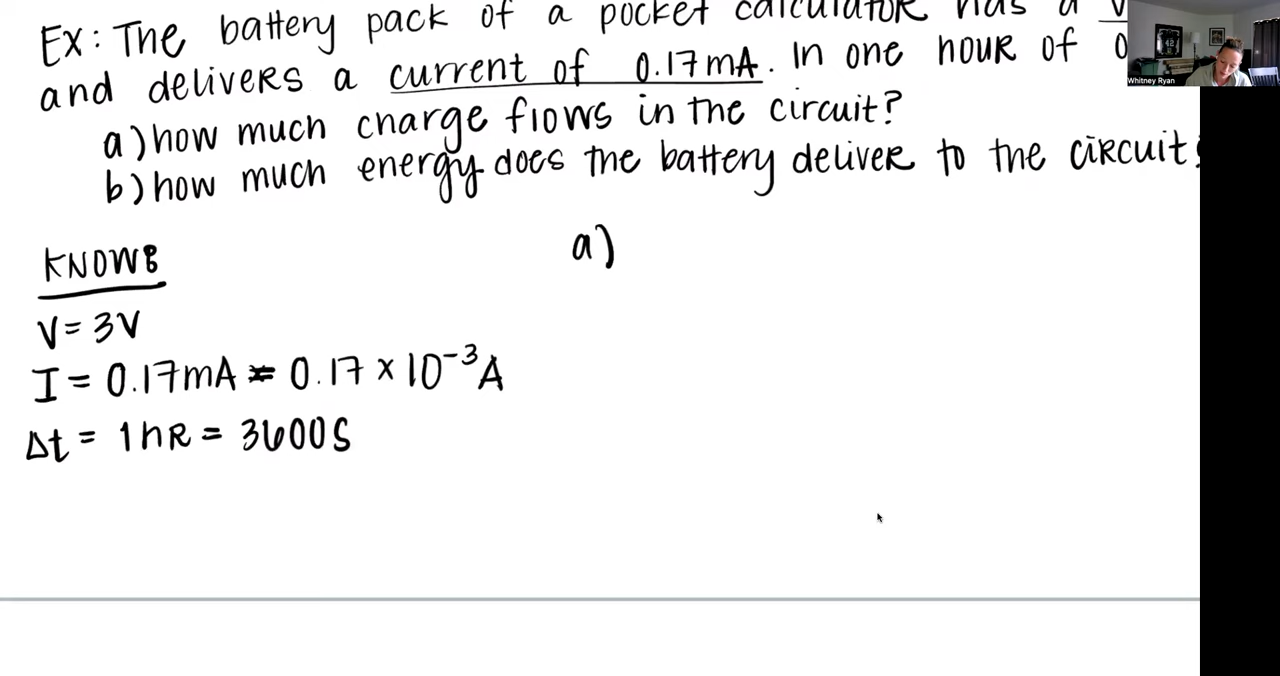 Ex: The battery pack of a pocket calculator has a
and delivers a current of 0.17mA. In one hour of
a) how much charge flows in the circuit?
b) how much energy does the battery deliver to the circuit?
KNOWS
V = 3V
I = 0.17mA = 0.17 × 10⁻³A
Δt = 1 hR = 3600S
a)
Whitney Ryan